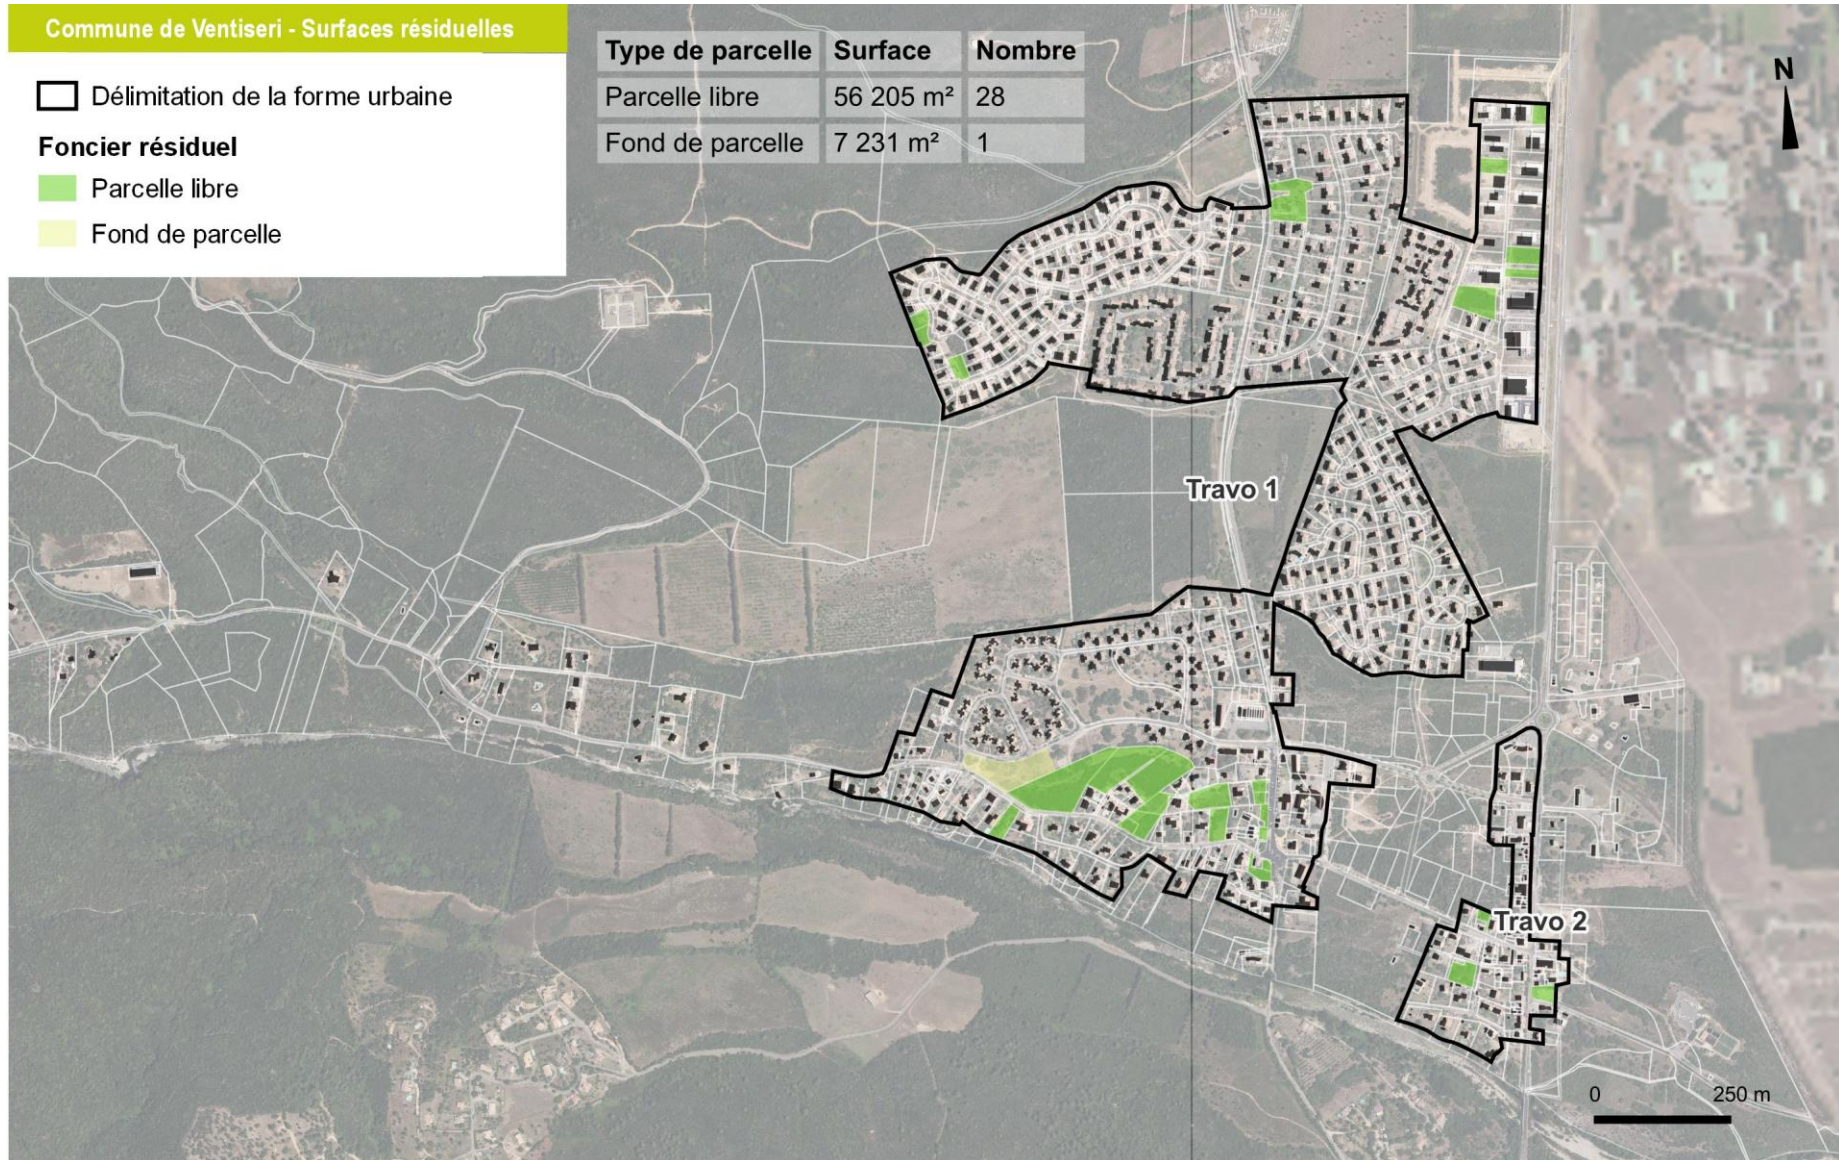 Commune de Ventiseri - Surfaces résiduelles
Délimitation de la forme urbaine
Foncier résiduel
Parcelle libre
Fond de parcelle
Type de parcelle Surface Nombre
Parcelle libre 56 205 m² 28
Fond de parcelle 7 231 m² 1
N
Travo 1
Travo 2
0 250 m